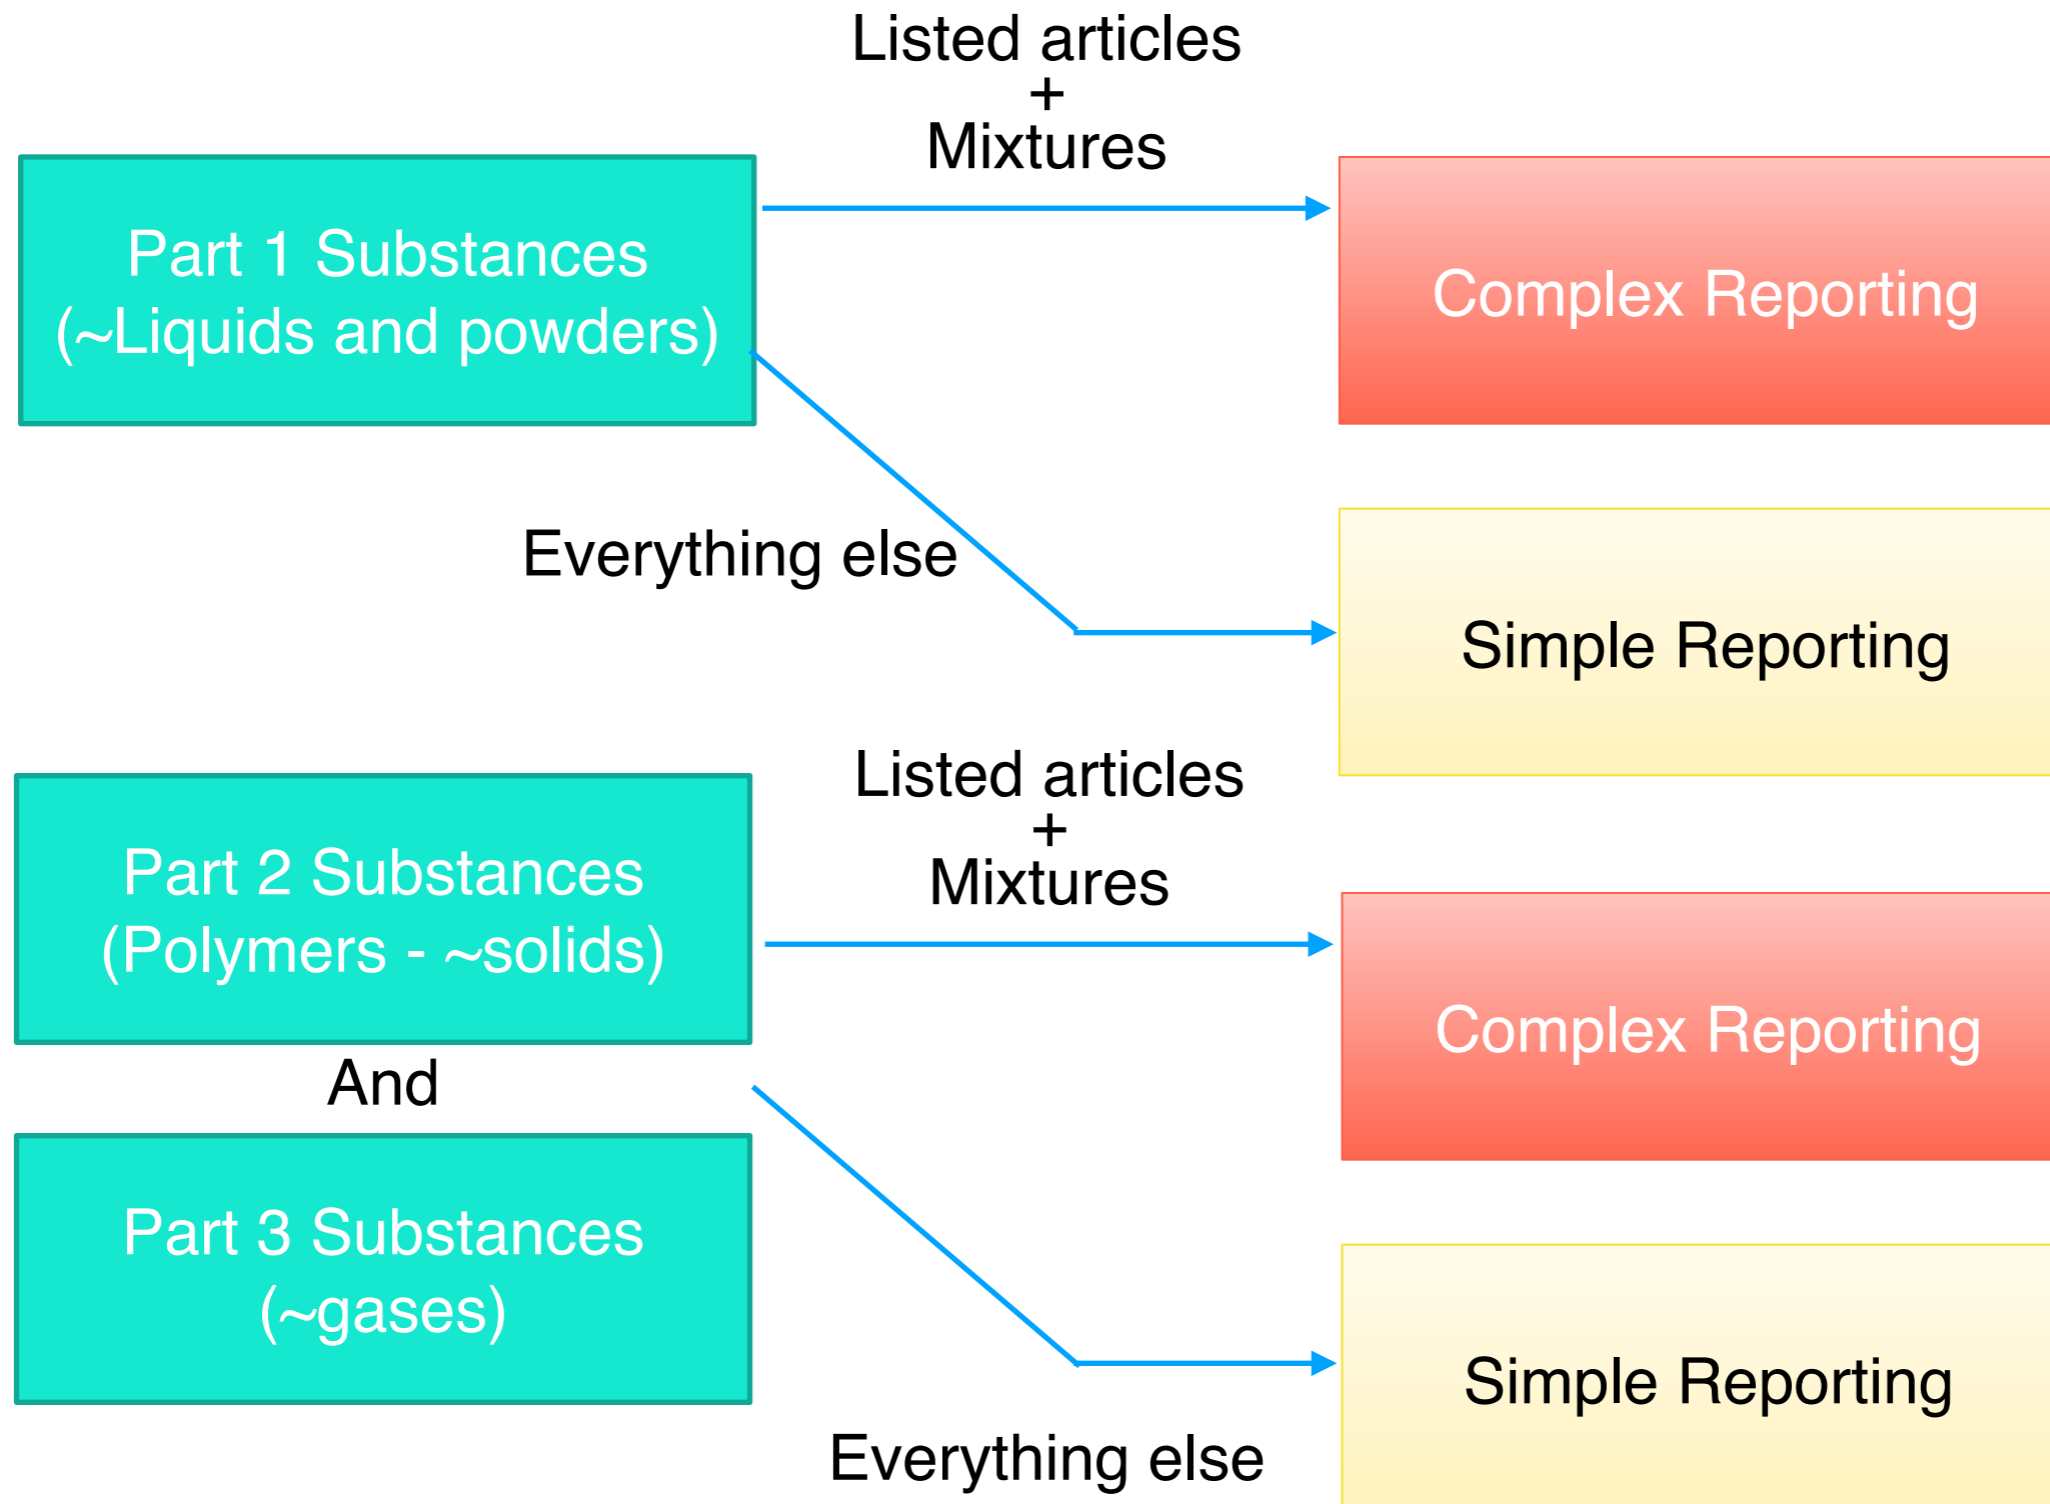 Listed articles
+
Mixtures
Part 1 Substances
(~Liquids and powders)
Complex Reporting
Everything else
Simple Reporting
Listed articles
+
Mixtures
Part 2 Substances
(Polymers - ~solids)
Complex Reporting
And
Part 3 Substances
(~gases)
Simple Reporting
Everything else